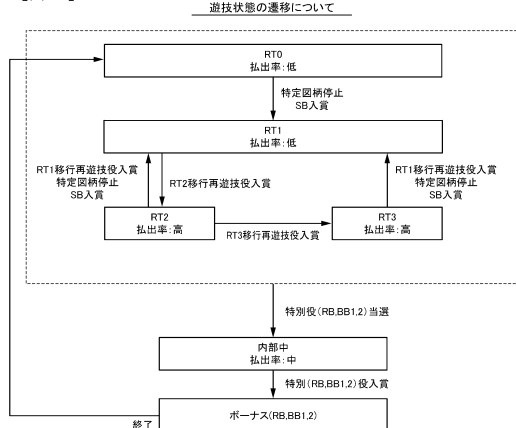 遊技状態の遷移について
RT0
払出率:低
特定図柄停止
SB入賞
RT1
払出率:低
RT1移行再遊技役入賞
特定図柄停止
SB入賞
RT2移行再遊技役入賞
RT1移行再遊技役入賞
特定図柄停止
SB入賞
RT2
払出率:高
RT3移行再遊技役入賞
RT3
払出率:高
特別役(RB,BB1,2)当選
内部中
払出率:中
特別(RB,BB1,2)役入賞
ボーナス(RB,BB1,2)
終了